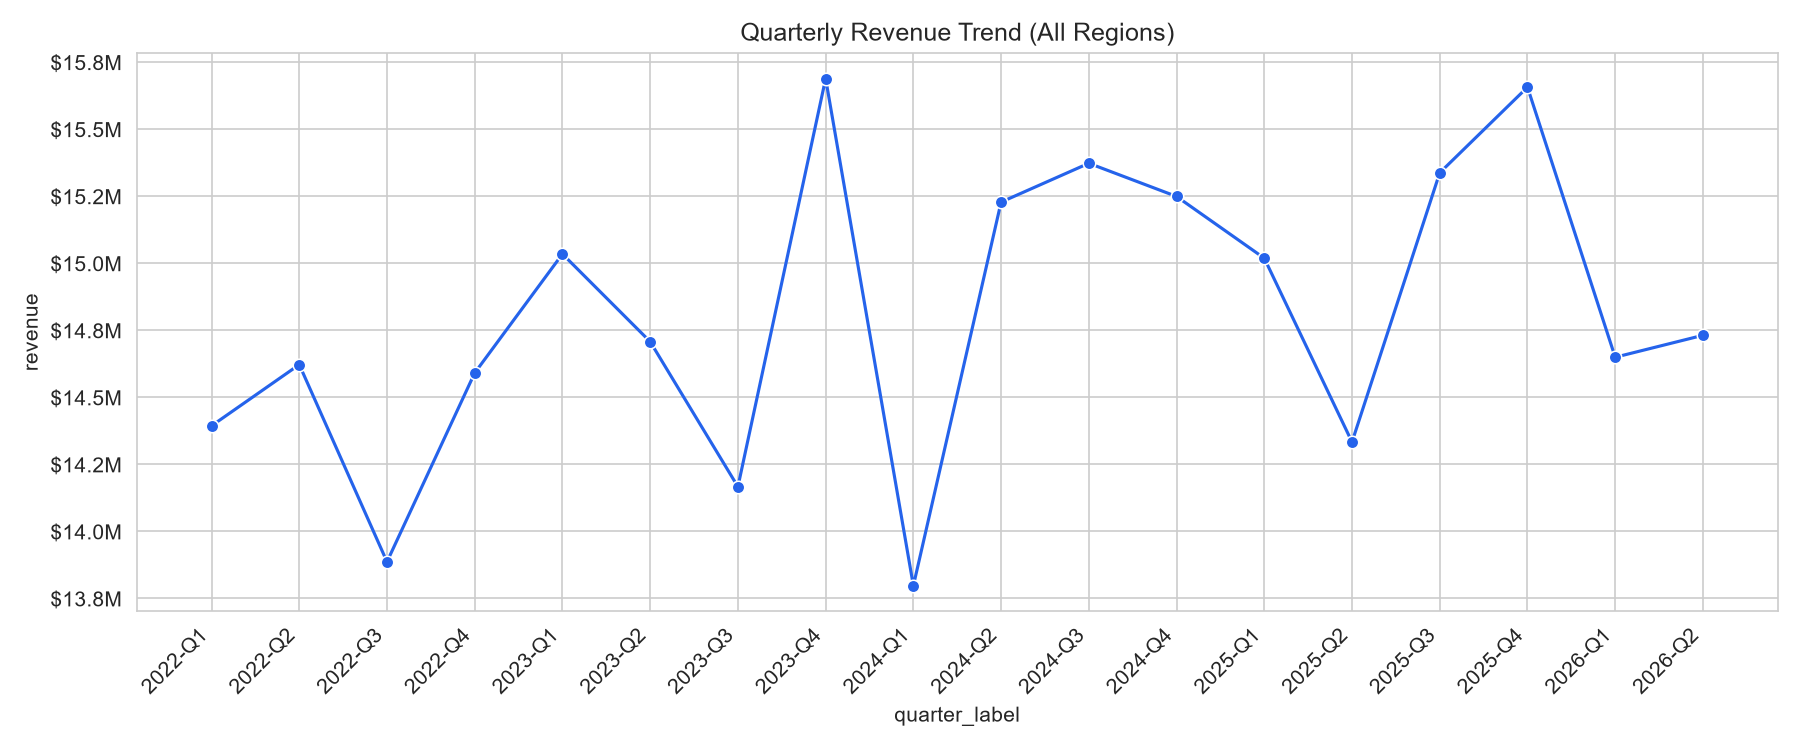 Quarterly Revenue Trend (All Regions)
$15.8M
$15.5M
$15.2M
$15.0M
$14.8M
$14.5M
$14.2M
$14.0M
$13.8M
revenue
2022-Q1
2022-Q2
2022-Q3
2022-Q4
2023-Q1
2023-Q2
2023-Q3
2023-Q4
2024-Q1
2024-Q2
2024-Q3
2024-Q4
2025-Q1
2025-Q2
2025-Q3
2025-Q4
2026-Q1
2026-Q2
quarter_label